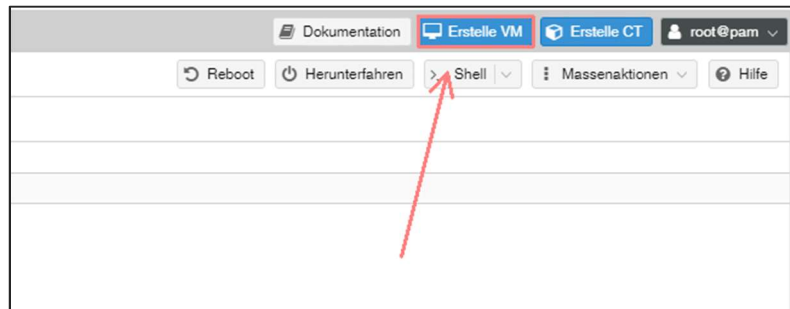 Dokumentation Erstelle VM Erstelle CT root@pam
Reboot Herunterfahren Shell Massenaktionen Hilfe